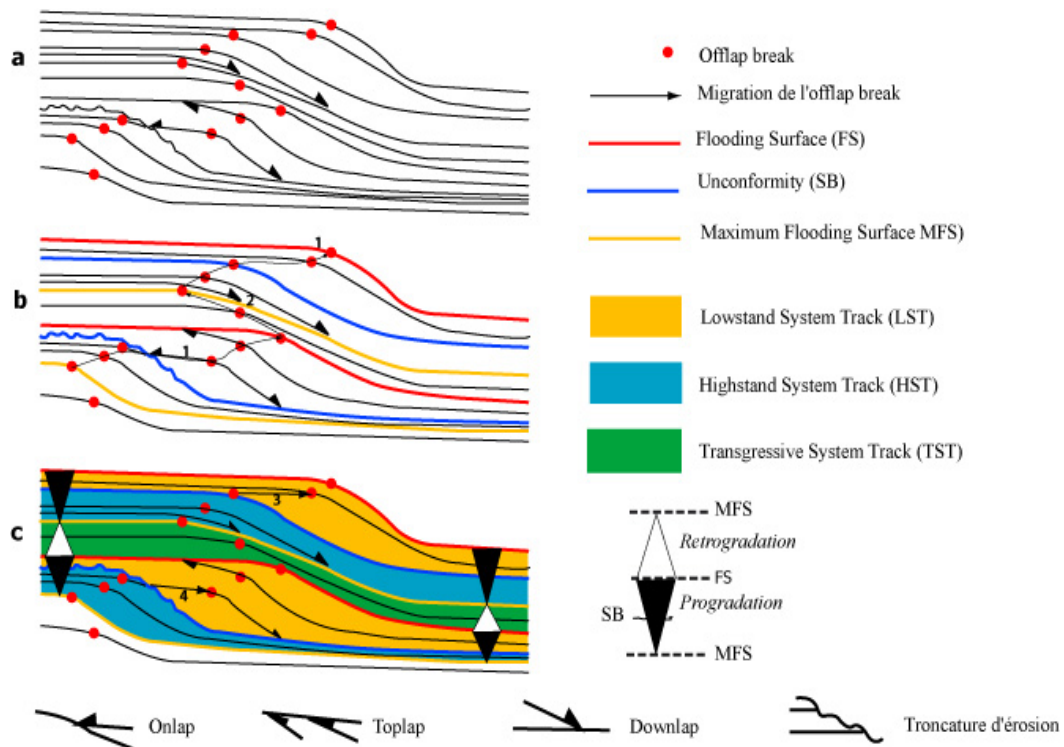 a
Offlap break
Migration de l'offlap break
Flooding Surface (FS)
Unconformity (SB)
Maximum Flooding Surface MFS)
b
1
2
1
Lowstand System Track (LST)
Highstand System Track (HST)
Transgressive System Track (TST)
c
3
4
MFS
Retrogradation
FS
SB
Progradation
MFS
Onlap
Toplap
Downlap
Troncature d'érosion